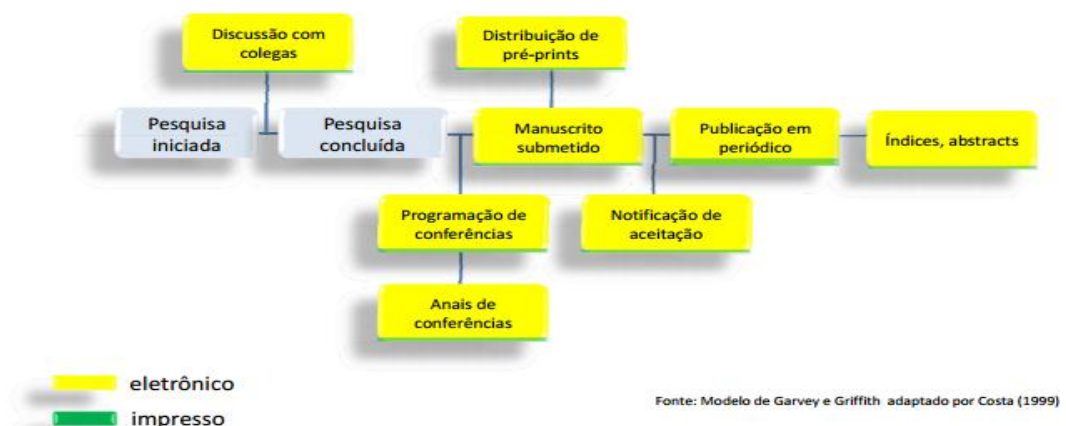 Discussão com
colegas
Distribuição de
pré-prints
Pesquisa
iniciada
Pesquisa
concluída
Manuscrito
submetido
Publicação em
periódico
Índices, abstracts
Programação de
conferências
Notificação de
aceitação
Anais de
conferências
eletrônico
impresso
Fonte: Modelo de Garvey e Griffith adaptado por Costa (1999)